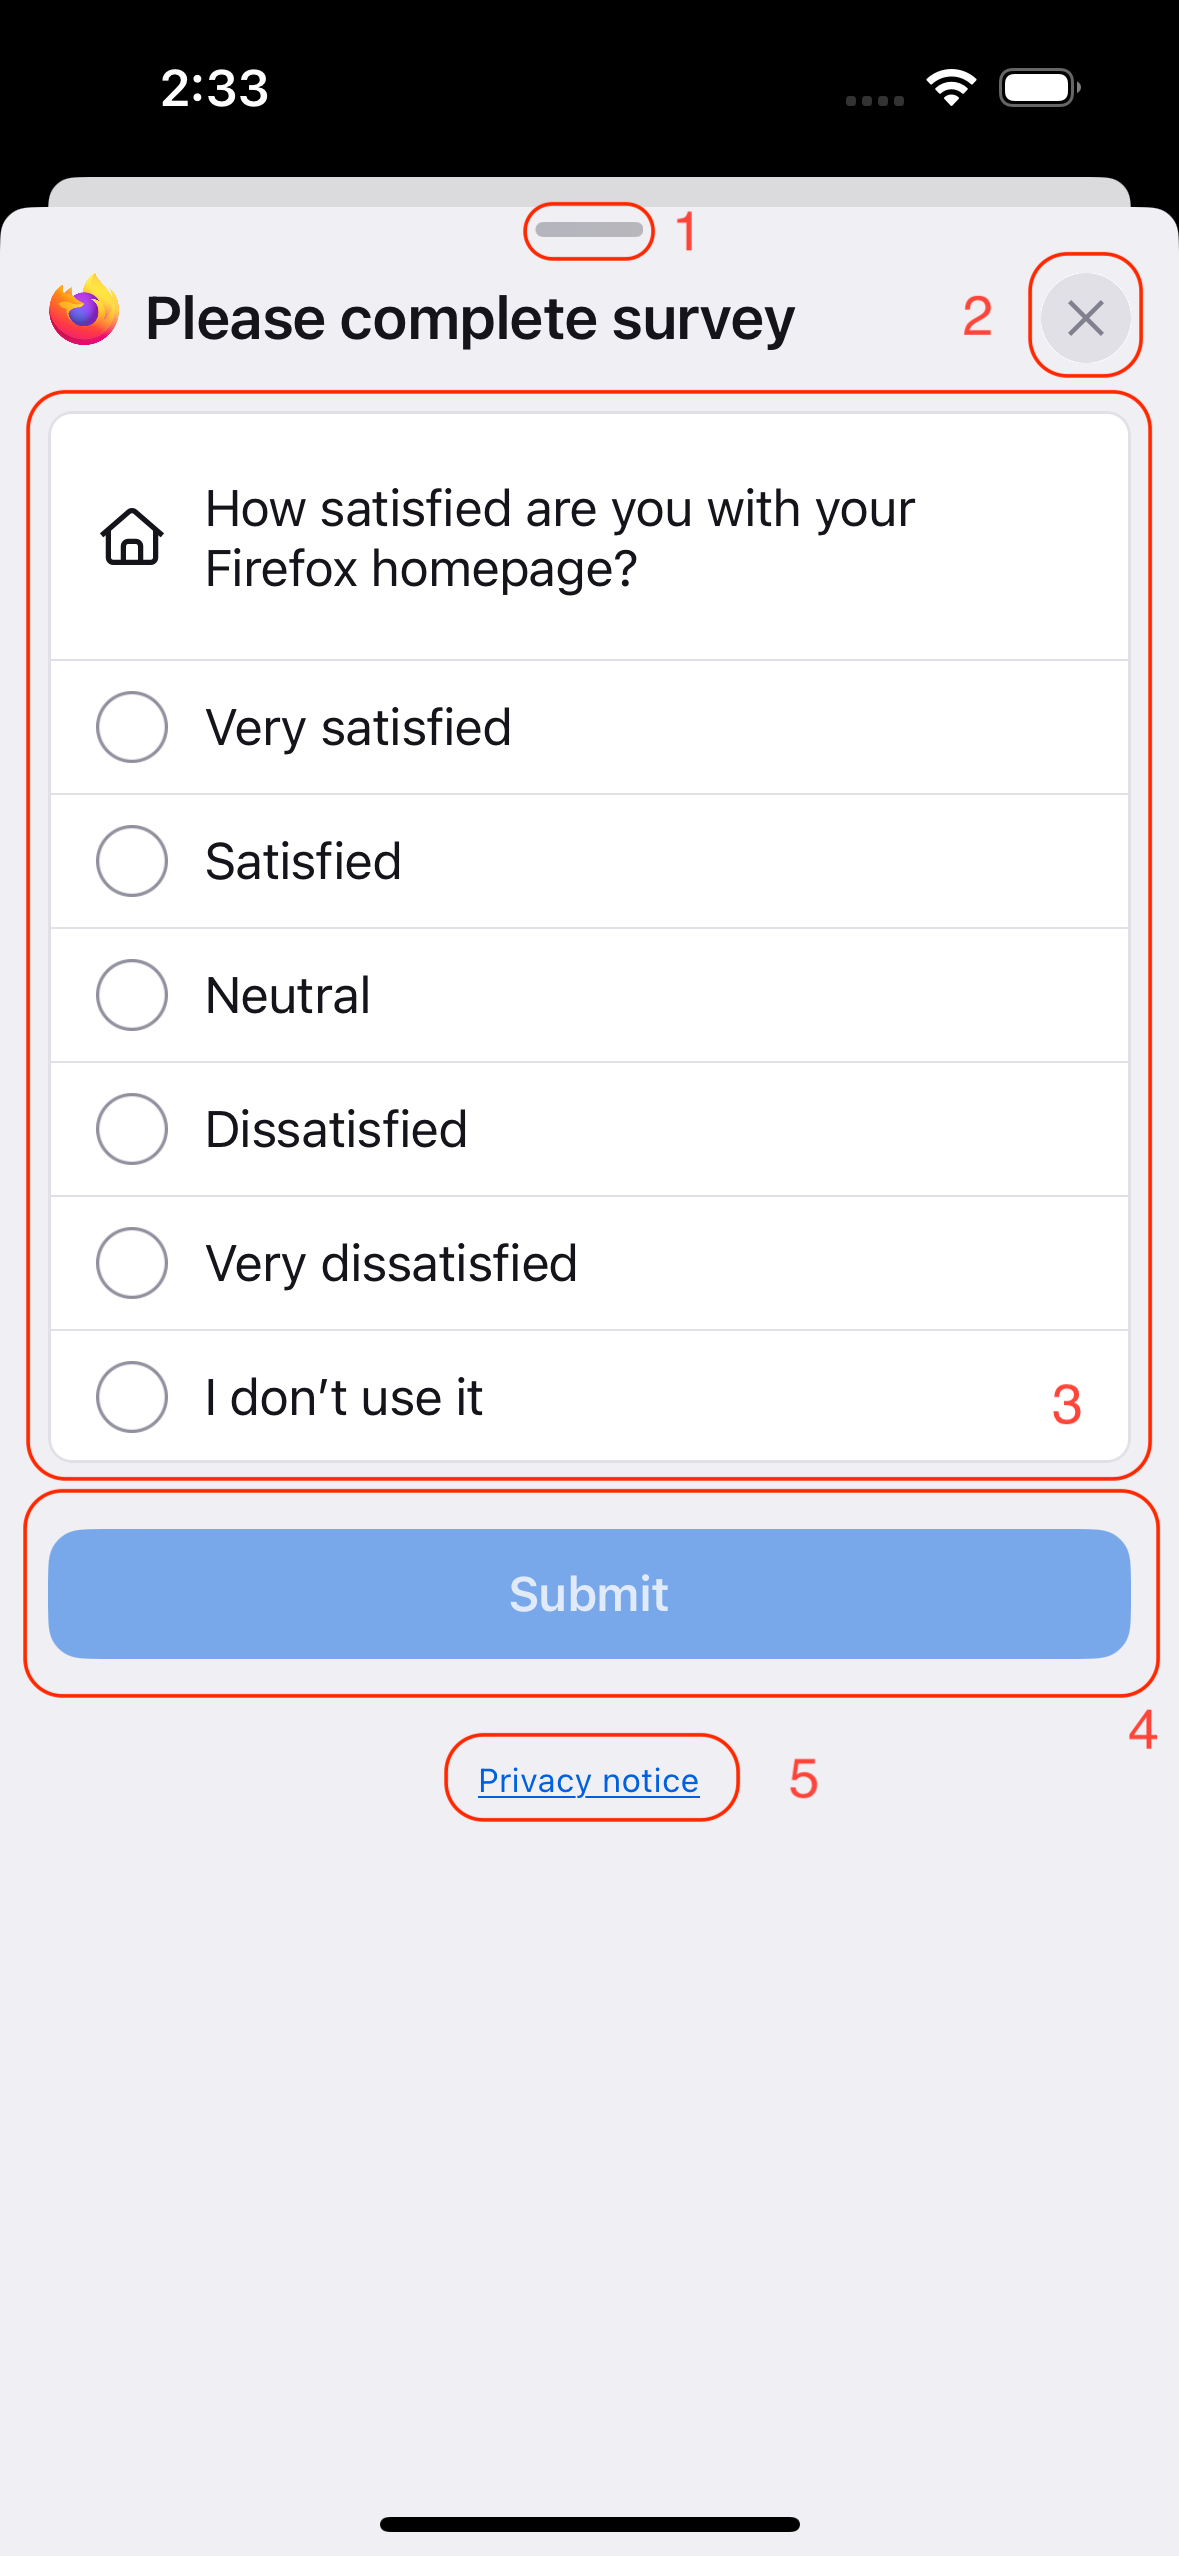 2:33
1
Please complete survey
2
How satisfied are you with your
Firefox homepage?
Very satisfied
Satisfied
Neutral
Dissatisfied
Very dissatisfied
I don’t use it
3
Submit
4
Privacy notice
5